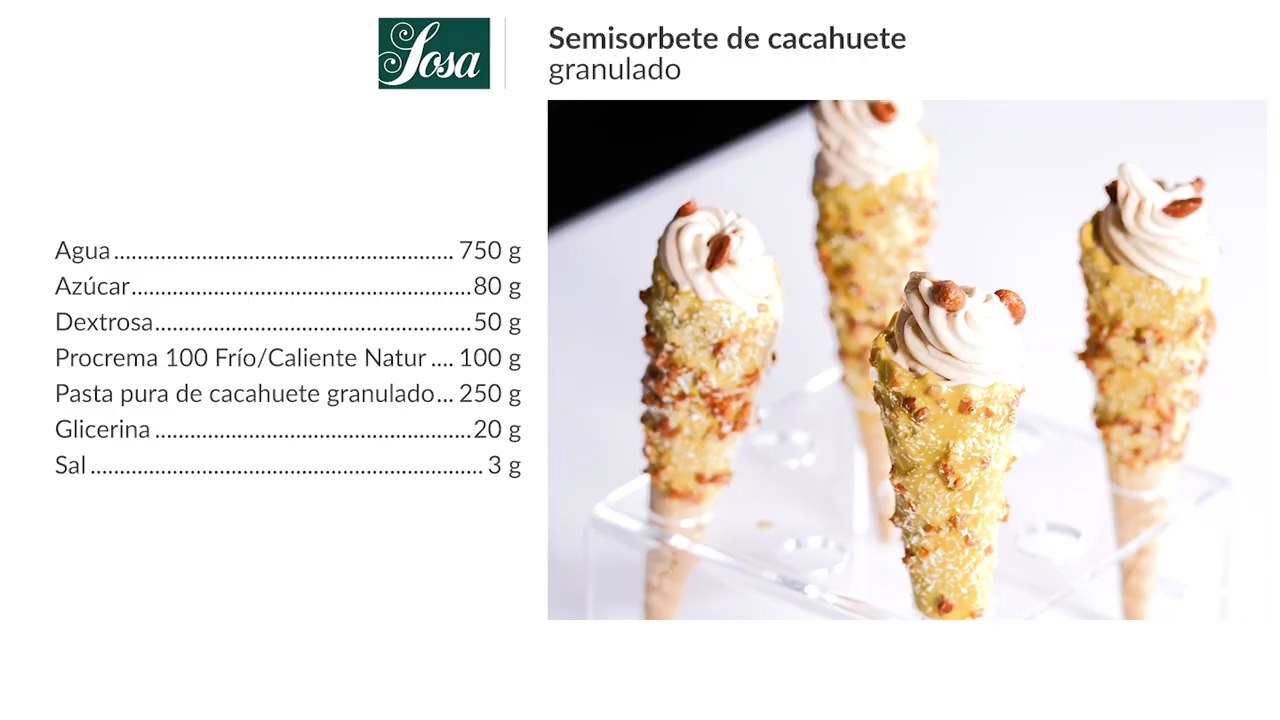 Sosa
Semisorbete de cacahuete
granulado
Agua........................................................... 750 g
Azúcar...........................................................80 g
Dextrosa.......................................................50 g
Procrema 100 Frío/Caliente Natur .... 100 g
Pasta pura de cacahuete granulado... 250 g
Glicerina .......................................................20 g
Sal .................................................................... 3 g